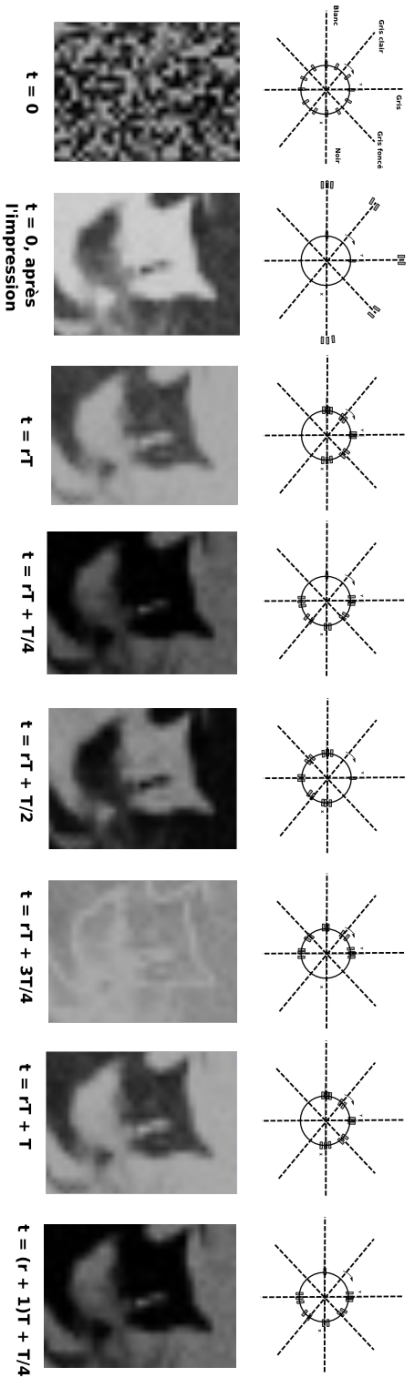 Blanc
Gris clair
Gris
Gris foncé
Noir
t = 0
t = 0, après
l'impression
t = rT
t = rT + T/4
t = rT + T/2
t = rT + 3T/4
t = rT + T
t = (r + 1)T + T/4